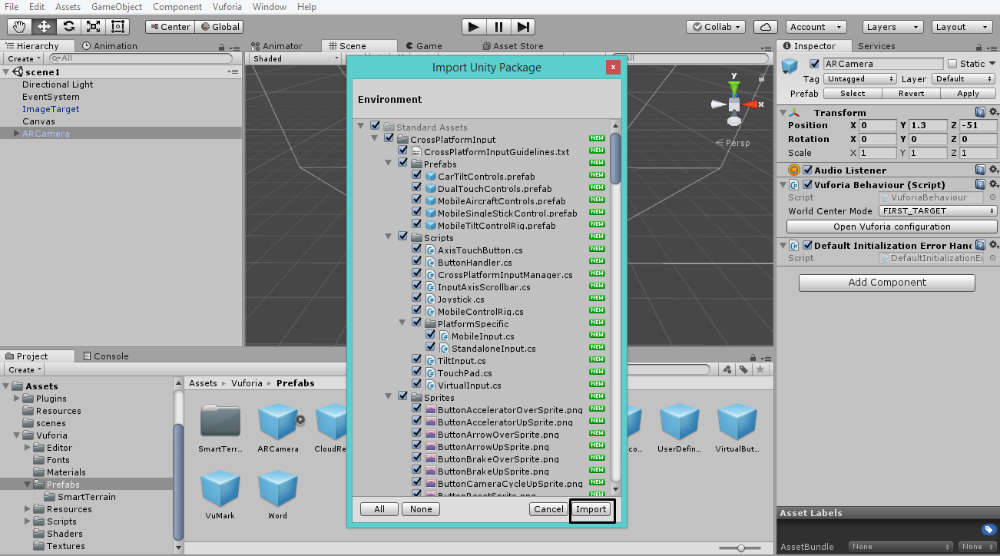 File Edit Assets GameObject Component Vuforia Window Help
Center Global Collab Account Layers Layout
Hierarchy Animation
Create All
scene1
Directional Light
EventSystem
ImageTarget
Canvas
ARCamera
Animator Scene Game Asset Store
Shaded All
y
x
Persp
Import Unity Package
x
Environment
Standard Assets
CrossPlatformInput NEW
CrossPlatformInputGuidelines.txt NEW
Prefabs NEW
CarTiltControls.prefab NEW
DualTouchControls.prefab NEW
MobileAircraftControls.prefab NEW
MobileSingleStickControl.prefab NEW
MobileTiltControlRig.prefab NEW
Scripts NEW
AxisTouchButton.cs NEW
ButtonHandler.cs NEW
CrossPlatformInputManager.cs NEW
InputAxisScrollbar.cs NEW
Joystick.cs NEW
MobileControlRig.cs NEW
PlatformSpecific NEW
MobileInput.cs NEW
StandaloneInput.cs NEW
TiltInput.cs NEW
TouchPad.cs NEW
VirtualInput.cs NEW
Sprites NEW
ButtonAcceleratorOverSprite.png NEW
ButtonAcceleratorUpSprite.png NEW
ButtonArrowOverSprite.png NEW
ButtonArrowUpSprite.png NEW
ButtonBrakeOverSprite.png NEW
ButtonBrakeUpSprite.png NEW
ButtonCameraCycleUpSprite.png NEW
ButtonResetSprite.png NEW
All None Cancel Import
Inspector Services
ARCamera Static
Tag Untagged Layer Default
Prefab Select Revert Apply
Transform
Position X 0 Y 1.3 Z -51
Rotation X 0 Y 0 Z 0
Scale X 1 Y 1 Z 1
Audio Listener
Vuforia Behaviour (Script)
Script VuforiaBehaviour
World Center Mode FIRST_TARGET
Open Vuforia configuration
Default Initialization Error Hand
Script DefaultInitializationEr
Add Component
Asset Labels
AssetBundle None None
Project Console
Create
Assets
Plugins
Resources
scenes
Vuforia
Editor
Fonts
Materials
Prefabs
SmartTerrain
Resources
Scripts
Shaders
Textures
Assets Vuforia Prefabs
SmartTerr... ARCamera CloudRe co... UserDefin... VirtualBut...
VuMark Word